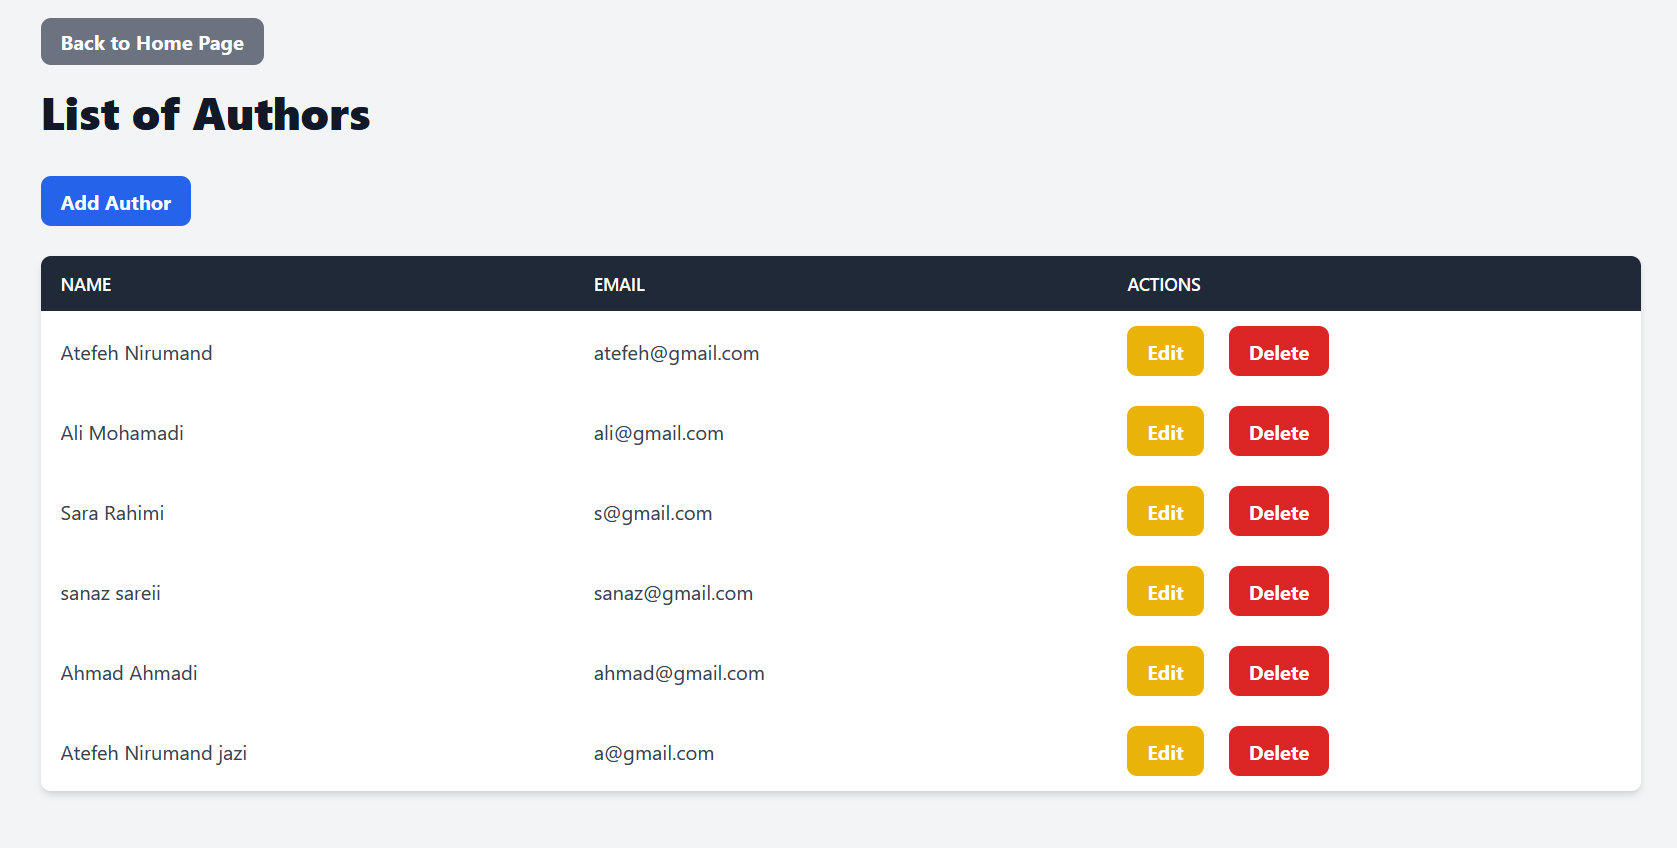 Back to Home Page
List of Authors
Add Author
NAME EMAIL ACTIONS
Atefeh Nirumand atefeh@gmail.com Edit Delete
Ali Mohamadi ali@gmail.com Edit Delete
Sara Rahimi s@gmail.com Edit Delete
sanaz sareii sanaz@gmail.com Edit Delete
Ahmad Ahmadi ahmad@gmail.com Edit Delete
Atefeh Nirumand jazi a@gmail.com Edit Delete